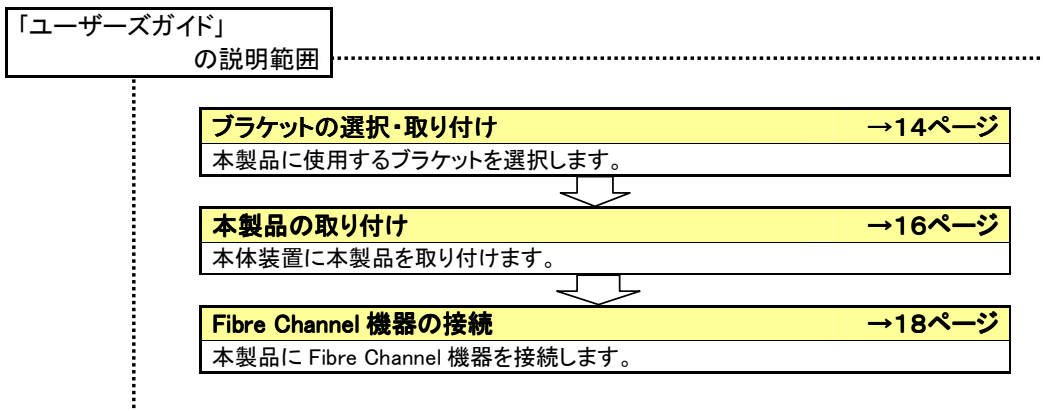 「ユーザーズガイド」
の説明範囲
ブラケットの選択・取り付け →14ページ
本製品に使用するブラケットを選択します。
本製品の取り付け →16ページ
本体装置に本製品を取り付けます。
Fibre Channel 機器の接続 →18ページ
本製品に Fibre Channel 機器を接続します。